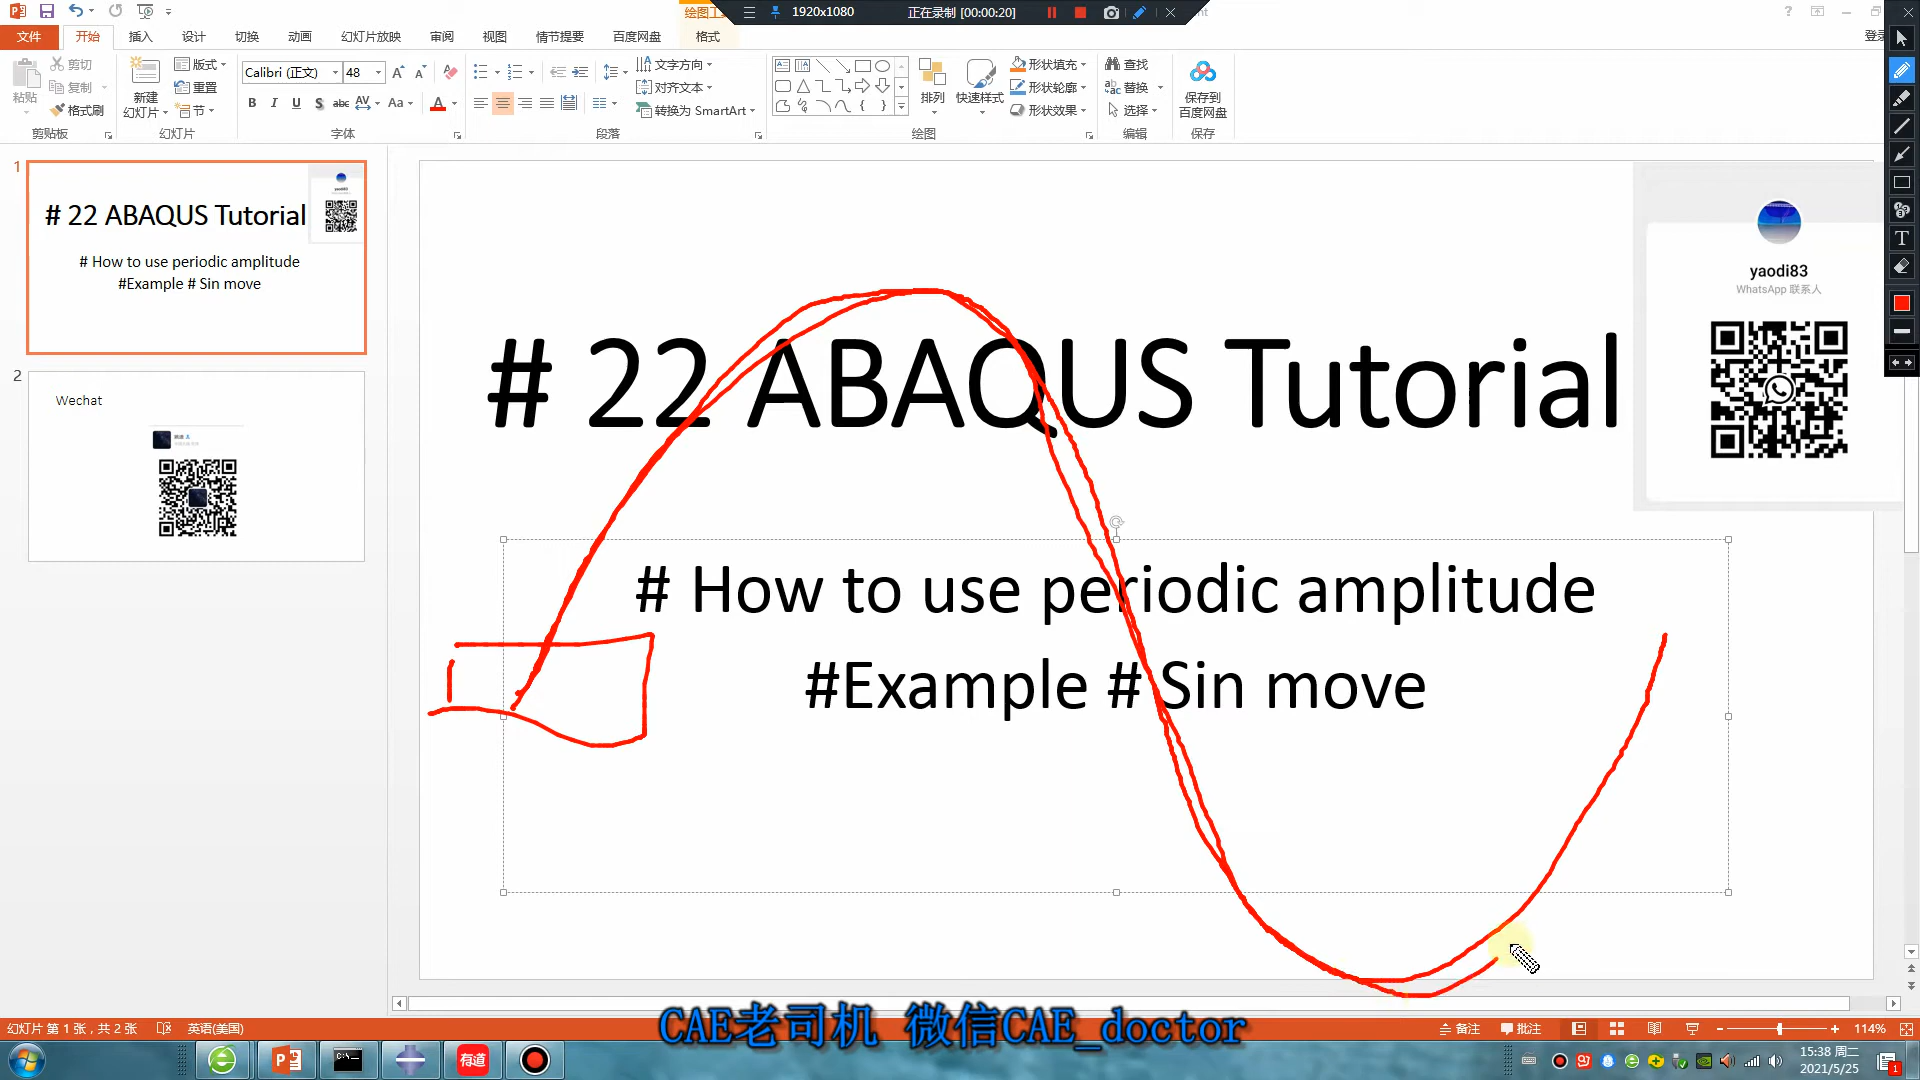 绘图工
1920x1080
正在录制 [00:00:20]
文件
开始
插入
设计
切换
动画
幻灯片放映
审阅
视图
情节提要
百度网盘
格式
登录
粘贴
剪切
复制
格式刷
剪贴板
新建
幻灯片
版式
重置
节
幻灯片
Calibri (正文)
48
B I U S abc AV Aa A
字体
文字方向
对齐文本
转换为 SmartArt
段落
排列
快速样式
形状填充
形状轮廓
形状效果
绘图
查找
替换
选择
编辑
保存到
百度网盘
保存
1
# 22 ABAQUS Tutorial
# How to use periodic amplitude
#Example # Sin move
yaodi83
2
Wechat
# 22 ABAQUS Tutorial
# How to use periodic amplitude
#Example # Sin move
yaodi83
WhatsApp 联系人
CAE老司机 微信CAE_doctor
幻灯片 第 1 张，共 2 张
英语(美国)
备注
批注
114%
有道
15:38 周二
2021/5/25